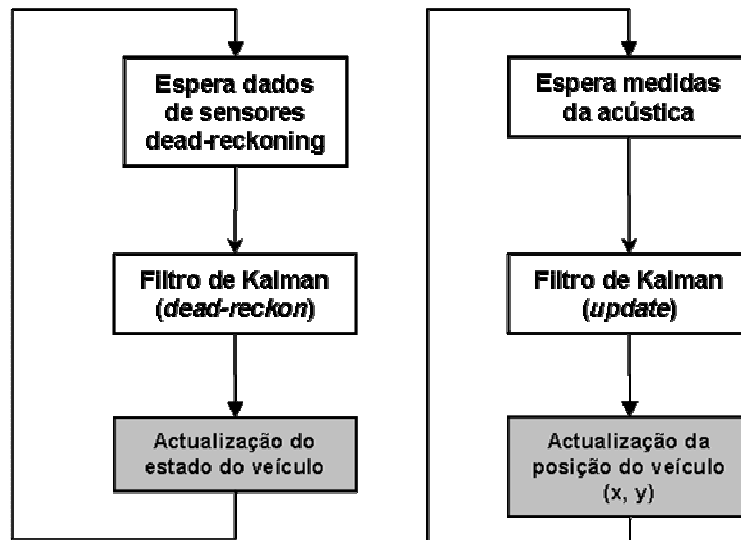 Espera dados
de sensores
dead-reckoning
Filtro de Kalman
(dead-reckon)
Actualização do
estado do veículo
Espera medidas
da acústica
Filtro de Kalman
(update)
Actualização da
posição do veículo
(x, y)